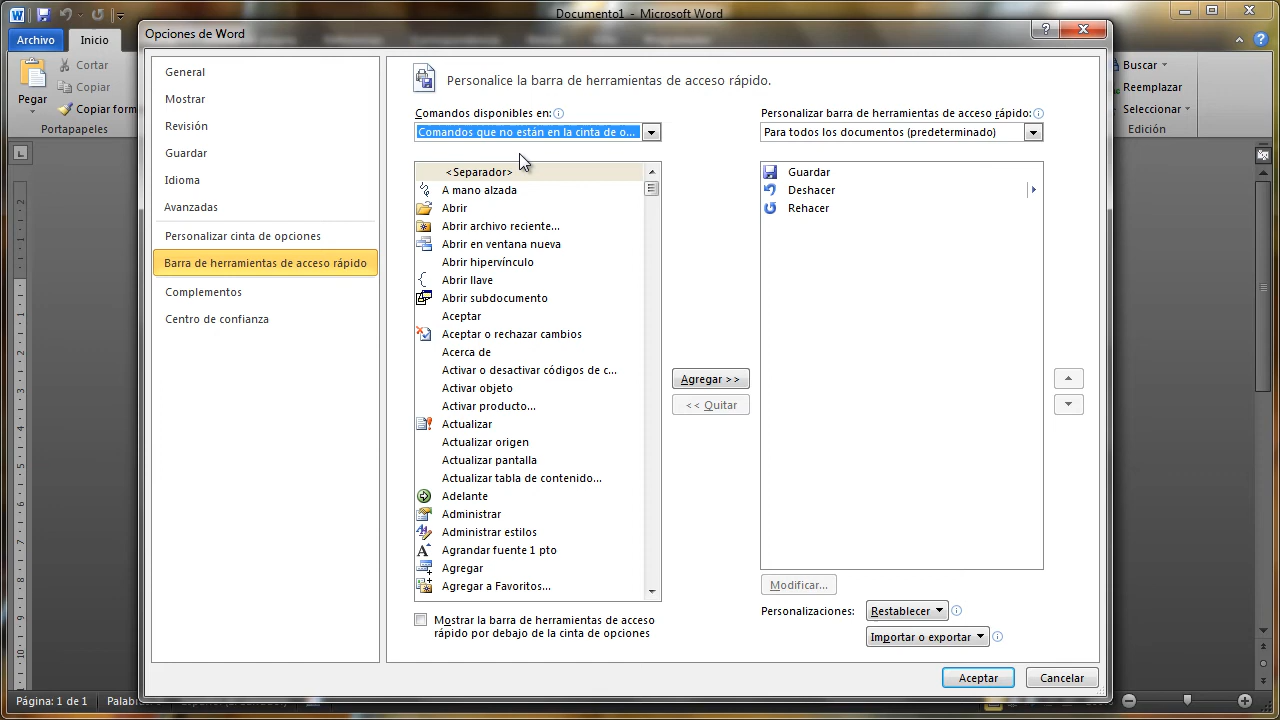 Documento1 - Microsoft Word
Opciones de Word
Archivo
Inicio
Cortar
Copiar
Copiar form
Pegar
Portapapeles
Buscar
Reemplazar
Seleccionar
Edición
General
Mostrar
Revisión
Guardar
Idioma
Avanzadas
Personalizar cinta de opciones
Barra de herramientas de acceso rápido
Complementos
Centro de confianza
Personalice la barra de herramientas de acceso rápido.
Comandos disponibles en:
Comandos que no están en la cinta de o...
<Separador>
A mano alzada
Abrir
Abrir archivo reciente...
Abrir en ventana nueva
Abrir hipervínculo
Abrir llave
Abrir subdocumento
Aceptar
Aceptar o rechazar cambios
Acerca de
Activar o desactivar códigos de c...
Activar objeto
Activar producto...
Actualizar
Actualizar origen
Actualizar pantalla
Actualizar tabla de contenido...
Adelante
Administrar
Administrar estilos
Agrandar fuente 1 pto
Agregar
Agregar a Favoritos...
Mostrar la barra de herramientas de acceso
rápido por debajo de la cinta de opciones
Agregar >>
<< Quitar
Personalizar barra de herramientas de acceso rápido:
Para todos los documentos (predeterminado)
Guardar
Deshacer
Rehacer
Modificar...
Personalizaciones:
Restablecer
Importar o exportar
Aceptar
Cancelar
Página: 1 de 1